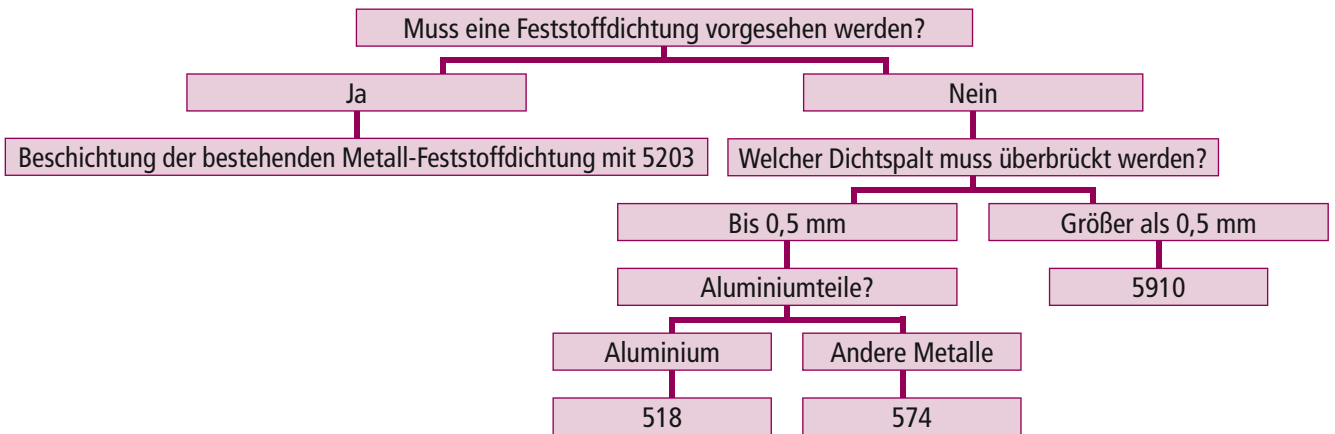 Muss eine Feststoffdichtung vorgesehen werden?
Ja
Nein
Beschichtung der bestehenden Metall-Feststoffdichtung mit 5203
Welcher Dichtspalt muss überbrückt werden?
Bis 0,5 mm
Größer als 0,5 mm
Aluminiumteile?
5910
Aluminium
Andere Metalle
518
574